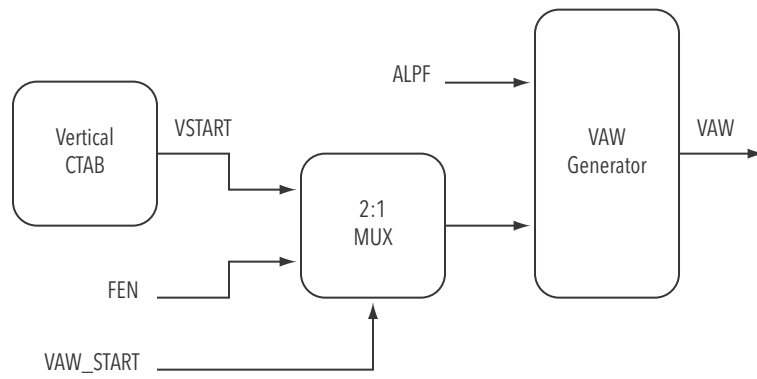 ALPF
Vertical
CTAB
VSTART
VAW
Generator
VAW
2:1
MUX
FEN
VAW_START